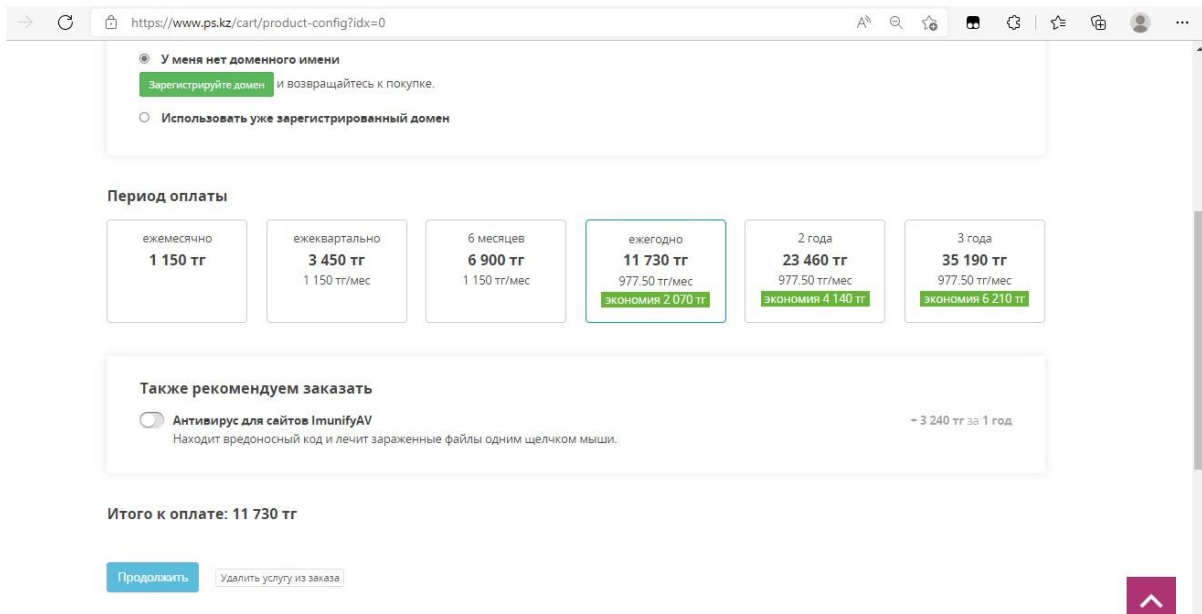 https://www.ps.kz/cart/product-config?idx=0
У меня нет доменного имени
Зарегистрируйте домен и возвращайтесь к покупке.
Использовать уже зарегистрированный домен
Период оплаты
ежемесячно
1 150 тг
ежеквартально
3 450 тг
1 150 тг/мес
6 месяцев
6 900 тг
1 150 тг/мес
ежегодно
11 730 тг
977.50 тг/мес
экономия 2 070 тг
2 года
23 460 тг
977.50 тг/мес
экономия 4 140 тг
3 года
35 190 тг
977.50 тг/мес
экономия 6 210 тг
Также рекомендуем заказать
Антивирус для сайтов ImunifyAV
+ 3 240 тг за 1 год
Находит вредоносный код и лечит зараженные файлы одним щелчком мыши.
Итого к оплате: 11 730 тг
Продолжить
Удалить услугу из заказа